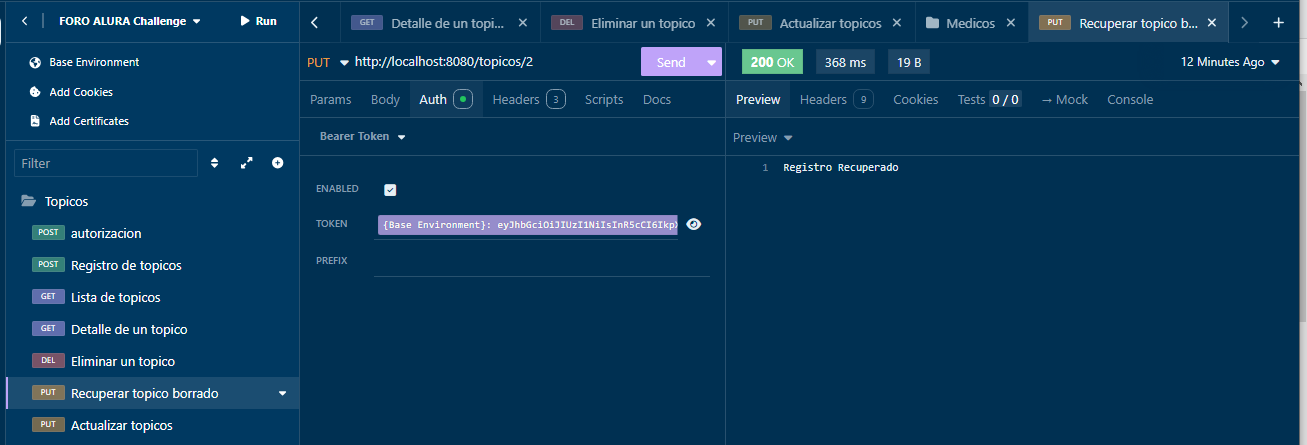 FORO ALURA Challenge
Run
Base Environment
Add Cookies
Add Certificates
Filter
Topicos
POST autorizacion
POST Registro de topicos
GET Lista de topicos
GET Detalle de un topico
DEL Eliminar un topico
PUT Recuperar topico borrado
PUT Actualizar topicos
GET Detalle de un topi...
DEL Eliminar un topico
PUT Actualizar topicos
Medicos
PUT Recuperar topico b...
PUT http://localhost:8080/topicos/2
Send
Params Body Auth Headers 3 Scripts Docs
Bearer Token
ENABLED
TOKEN {Base Environment}: eyJhbGciOiJIUzI1NiIsInR5cCI6IkpX
PREFIX
200 OK 368 ms 19 B 12 Minutes Ago
Preview Headers 9 Cookies Tests 0 / 0 → Mock Console
Preview
1 Registro Recuperado